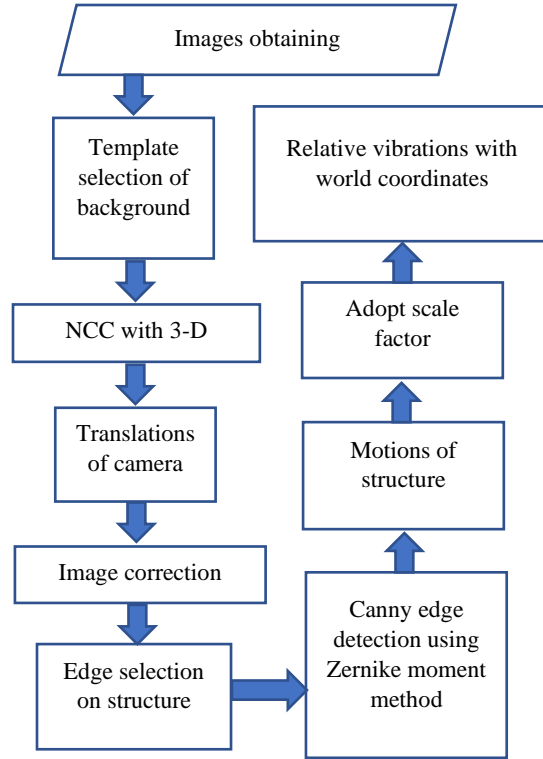 Images obtaining
Template
selection of
background
NCC with 3-D
Translations
of camera
Image correction
Edge selection
on structure
Canny edge
detection using
Zernike moment
method
Motions of
structure
Adopt scale
factor
Relative vibrations with
world coordinates